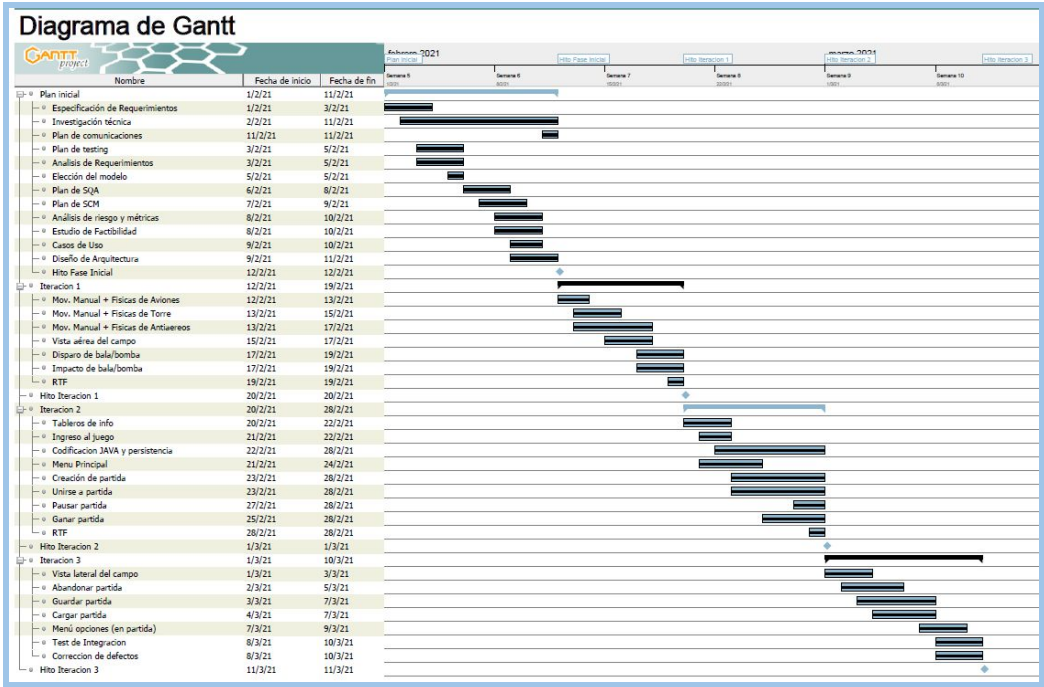 Diagrama de Gantt
GANTT project
febrero 2021 marzo 2021
Plan Inicial Hito Fase Inicial Hito Iteracion 1 Hito Iteracion 2 Hito Iteracion 3
Nombre Fecha de inicio Fecha de fin Semana 5 Semana 6 Semana 7 Semana 8 Semana 9 Semana 10
Plan inicial 1/2/21 11/2/21
Especificación de Requerimientos 1/2/21 3/2/21
Investigación técnica 2/2/21 11/2/21
Plan de comunicaciones 11/2/21 11/2/21
Plan de testing 3/2/21 5/2/21
Analisis de Requerimientos 3/2/21 5/2/21
Elección del modelo 5/2/21 5/2/21
Plan de SQA 6/2/21 8/2/21
Plan de SCM 7/2/21 9/2/21
Análisis de riesgo y métricas 8/2/21 10/2/21
Estudio de Factibilidad 8/2/21 10/2/21
Casos de Uso 9/2/21 10/2/21
Diseño de Arquitectura 9/2/21 11/2/21
Hito Fase Inicial 12/2/21 12/2/21
Iteracion 1 12/2/21 19/2/21
Mov. Manual + Fisicas de Aviones 12/2/21 13/2/21
Mov. Manual + Fisicas de Torre 13/2/21 15/2/21
Mov. Manual + Fisicas de Antiaereos 13/2/21 17/2/21
Vista aérea del campo 15/2/21 17/2/21
Disparo de bala/bomba 17/2/21 19/2/21
Impacto de bala/bomba 17/2/21 19/2/21
RTF 19/2/21 19/2/21
Hito Iteracion 1 20/2/21 20/2/21
Iteracion 2 20/2/21 28/2/21
Tableros de info 20/2/21 22/2/21
Ingreso al juego 21/2/21 22/2/21
Codificacion JAVA y persistencia 22/2/21 28/2/21
Menu Principal 21/2/21 24/2/21
Creación de partida 23/2/21 28/2/21
Unirse a partida 23/2/21 28/2/21
Pausar partida 27/2/21 28/2/21
Ganar partida 25/2/21 28/2/21
RTF 28/2/21 28/2/21
Hito Iteracion 2 1/3/21 1/3/21
Iteracion 3 1/3/21 10/3/21
Vista lateral del campo 1/3/21 3/3/21
Abandonar partida 2/3/21 5/3/21
Guardar partida 3/3/21 7/3/21
Cargar partida 4/3/21 7/3/21
Menú opciones (en partida) 7/3/21 9/3/21
Test de Integracion 8/3/21 10/3/21
Correccion de defectos 8/3/21 10/3/21
Hito Iteracion 3 11/3/21 11/3/21